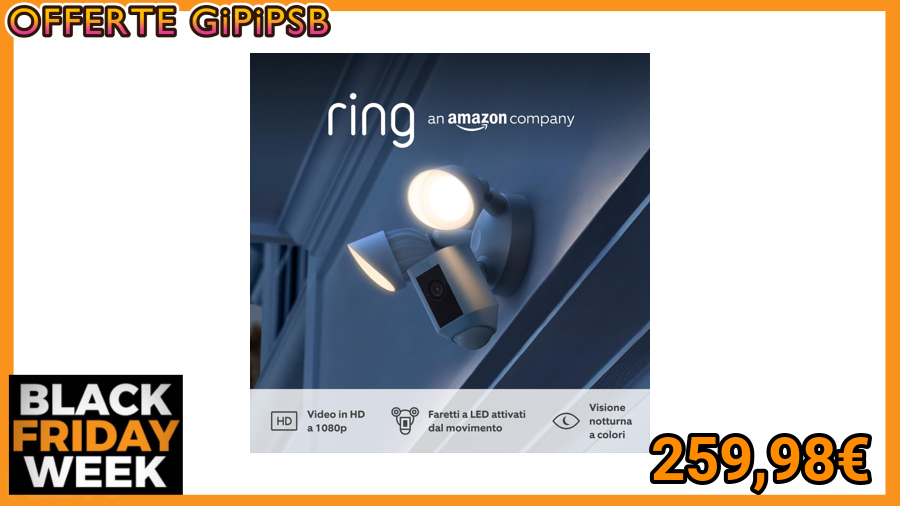 OFFERTE GiPiPSB
ring an amazon company
HD
Video in HD
a 1080p
Faretti a LED attivati
dal movimento
Visione
notturna
a colori
BLACK
FRIDAY
WEEK
259,98€